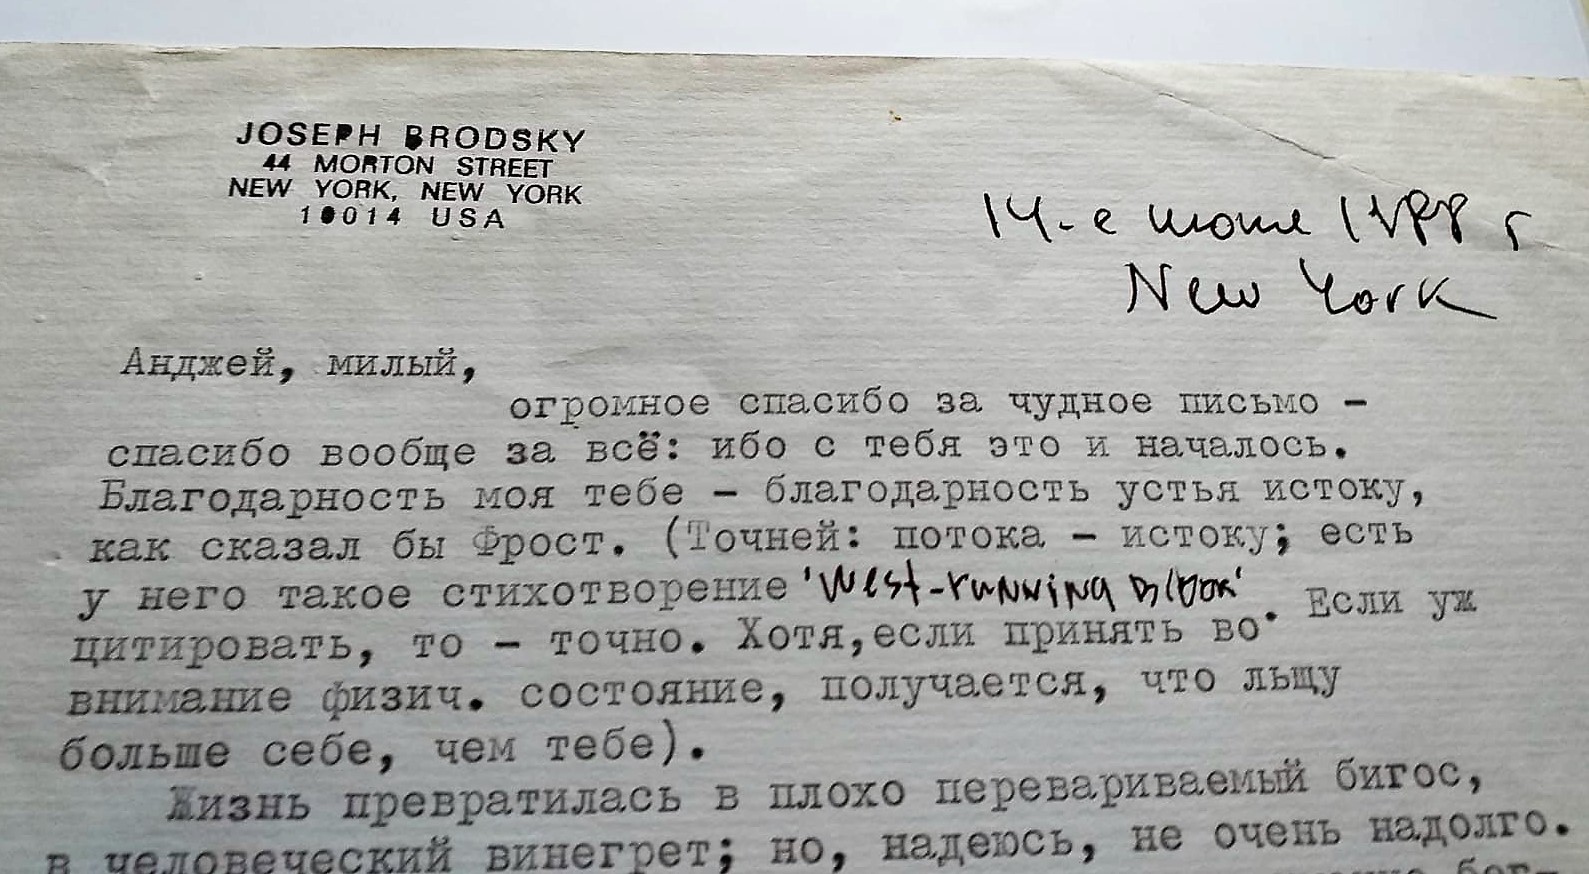 JOSEPH BRODSKY
44 MORTON STREET
NEW YORK, NEW YORK
10014 USA
14-е июня 1988 г
New York
Анджей, милый,
огромное спасибо за чудное письмо –
спасибо вообще за всё: ибо с тебя это и началось.
Благодарность моя тебе – благодарность устья истоку,
как сказал бы Фрост. (Точней: потока – истоку; есть
у него такое стихотворение 'West-running Brook'. Если уж
цитировать, то – точно. Хотя,если принять во
внимание физич. состояние, получается, что льщу
больше себе, чем тебе).
Жизнь превратилась в плохо перевариваемый бигос,
в человеческий винегрет; но, надеюсь, не очень надолго.